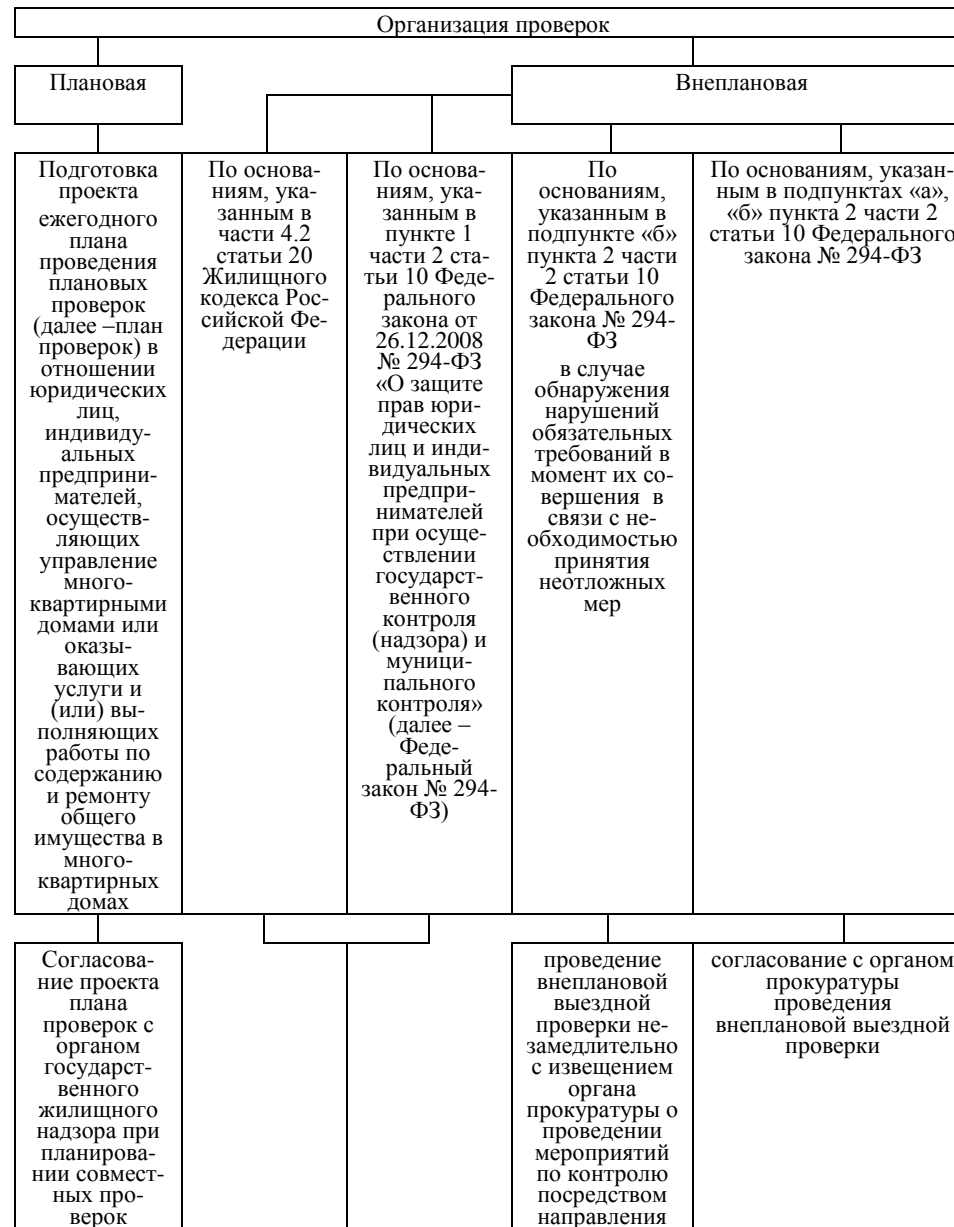 Организация проверок
Плановая
Внеплановая
Подготовка
проекта
ежегодного
плана
проведения
плановых
проверок
(далее –план
проверок) в
отношении
юридических
лиц,
индивиду-
альных
предприни-
мателей,
осуществ-
ляющих
управление
много-
квартирными
домами или
оказы-
вающих
услуги и
(или) вы-
полняющих
работы по
содержанию
и ремонту
общего
имущества в
много-
квартирных
домах
По основа-
ниям, ука-
занным в
части 4.2
статьи 20
Жилищного
кодекса Рос-
сийской Фе-
дерации
По основа-
ниям, ука-
занным в
пункте 1
части 2 ста-
тьи 10 Феде-
рального
закона от
26.12.2008
№ 294-ФЗ
«О защите
прав юри-
дических
лиц и инди-
видуальных
предпри-
нимателей
при осуще-
ствлении
государст-
венного
контроля
(надзора) и
муници-
пального
контроля»
(далее –
Феде-
ральный
закон № 294-
ФЗ)
По
основаниям,
указанным в
подпункте «б»
пункта 2 части
2 статьи 10
Федерального
закона № 294-
ФЗ
в случае
обнаружения
нарушений
обязательных
требований в
момент их со-
вершения в
связи с не-
обходимостью
принятия
неотложных
мер
По основаниям, указан-
ным в подпунктах «а»,
«б» пункта 2 части 2
статьи 10 Федерального
закона № 294-ФЗ
Согласова-
ние проекта
плана
проверок с
органом
государст-
венного
жилищного
надзора при
планирова-
нии совмест-
ных про-
верок
проведение
внеплановой
выездной
проверки не-
замедлительно
с извещением
органа
прокуратуры о
проведении
мероприятий
по контролю
посредством
направления
согласование с органом
прокуратуры
проведения
внеплановой выездной
проверки